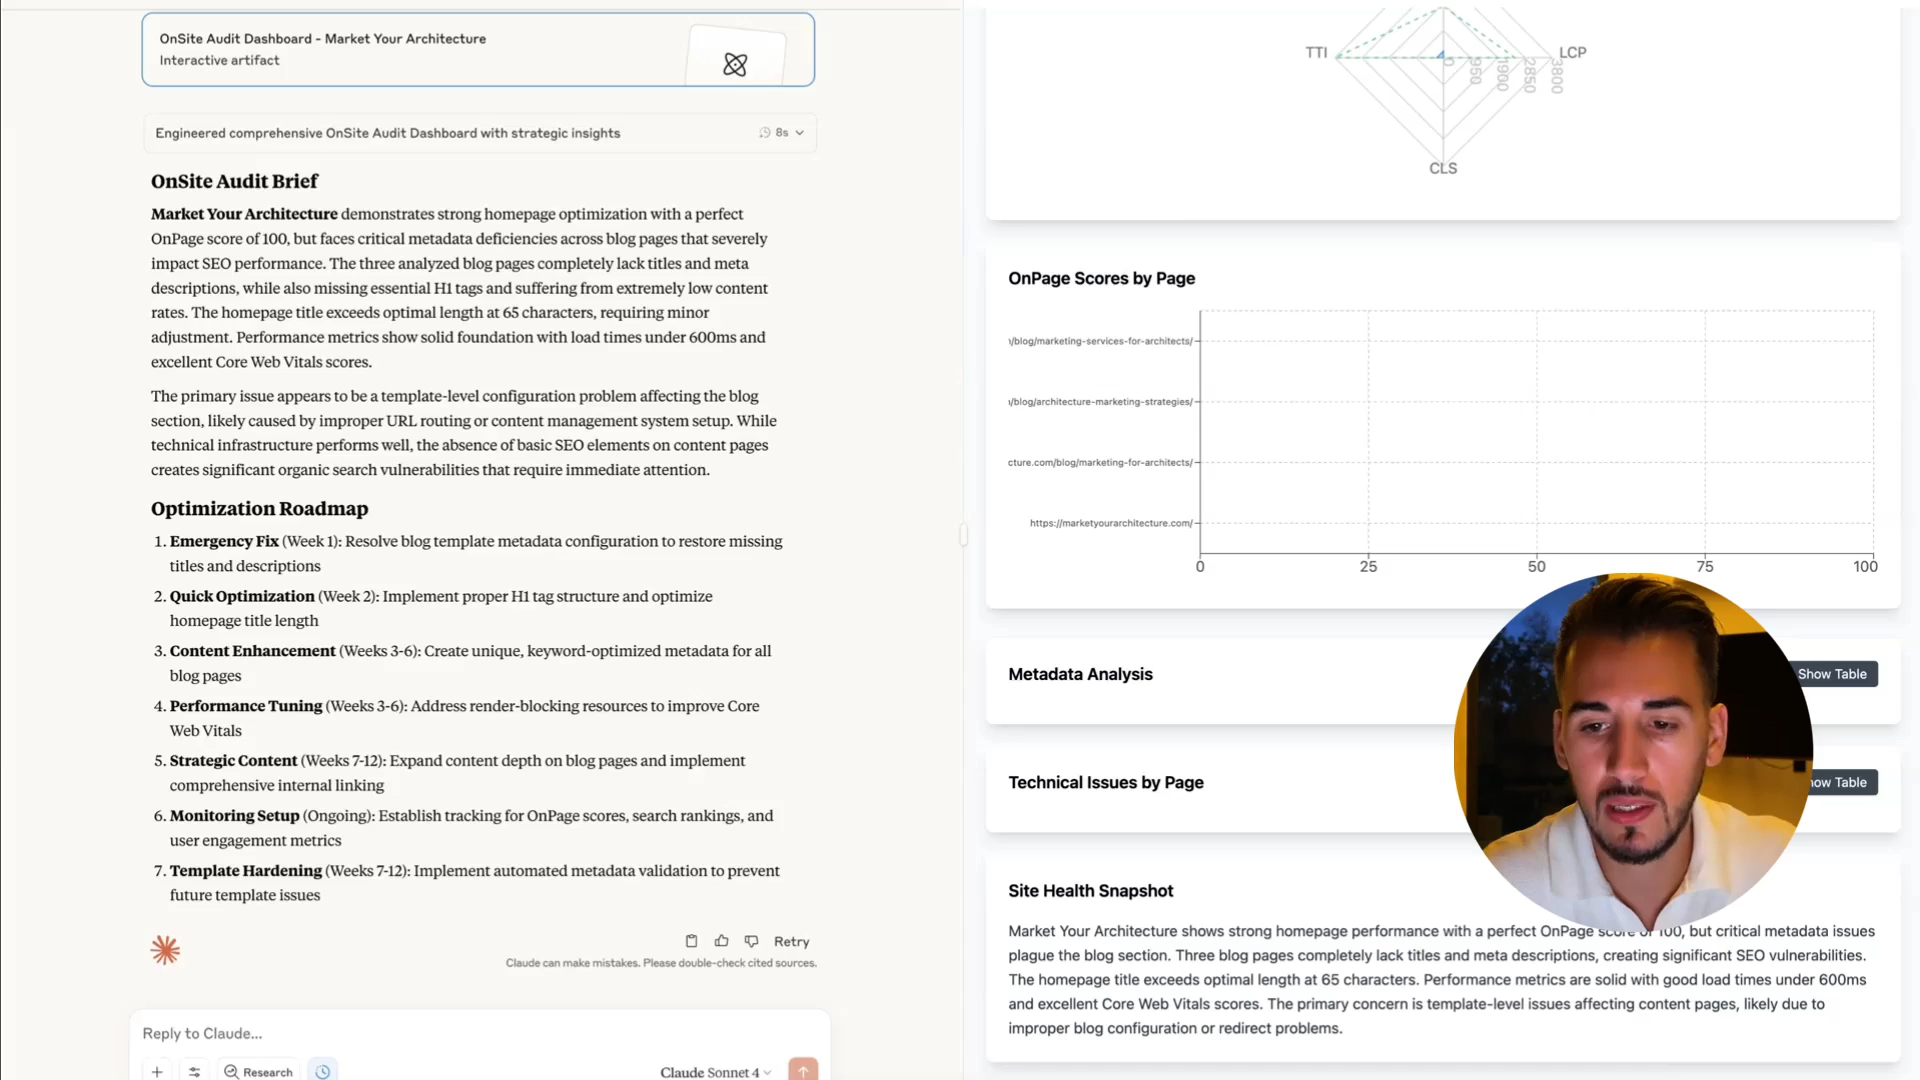 OnSite Audit Dashboard - Market Your Architecture
Interactive artifact
Engineered comprehensive OnSite Audit Dashboard with strategic insights
8s
OnSite Audit Brief
Market Your Architecture demonstrates strong homepage optimization with a perfect
OnPage score of 100, but faces critical metadata deficiencies across blog pages that severely
impact SEO performance. The three analyzed blog pages completely lack titles and meta
descriptions, while also missing essential H1 tags and suffering from extremely low content
rates. The homepage title exceeds optimal length at 65 characters, requiring minor
adjustment. Performance metrics show solid foundation with load times under 600ms and
excellent Core Web Vitals scores.
The primary issue appears to be a template-level configuration problem affecting the blog
section, likely caused by improper URL routing or content management system setup. While
technical infrastructure performs well, the absence of basic SEO elements on content pages
creates significant organic search vulnerabilities that require immediate attention.
Optimization Roadmap
1. Emergency Fix (Week 1): Resolve blog template metadata configuration to restore missing
titles and descriptions
2. Quick Optimization (Week 2): Implement proper H1 tag structure and optimize
homepage title length
3. Content Enhancement (Weeks 3-6): Create unique, keyword-optimized metadata for all
blog pages
4. Performance Tuning (Weeks 3-6): Address render-blocking resources to improve Core
Web Vitals
5. Strategic Content (Weeks 7-12): Expand content depth on blog pages and implement
comprehensive internal linking
6. Monitoring Setup (Ongoing): Establish tracking for OnPage scores, search rankings, and
user engagement metrics
7. Template Hardening (Weeks 7-12): Implement automated metadata validation to prevent
future template issues
Retry
Claude can make mistakes. Please double-check cited sources.
Reply to Claude...
Research
Claude Sonnet 4
TTI
LCP
0
950
1900
2850
3800
CLS
OnPage Scores by Page
/blog/marketing-services-for-architects/
/blog/architecture-marketing-strategies/
cture.com/blog/marketing-for-architects/
https://marketyourarchitecture.com/
0
25
50
75
100
Metadata Analysis
Show Table
Technical Issues by Page
how Table
Site Health Snapshot
Market Your Architecture shows strong homepage performance with a perfect OnPage score of 100, but critical metadata issues
plague the blog section. Three blog pages completely lack titles and meta descriptions, creating significant SEO vulnerabilities.
The homepage title exceeds optimal length at 65 characters. Performance metrics are solid with good load times under 600ms
and excellent Core Web Vitals scores. The primary concern is template-level issues affecting content pages, likely due to
improper blog configuration or redirect problems.